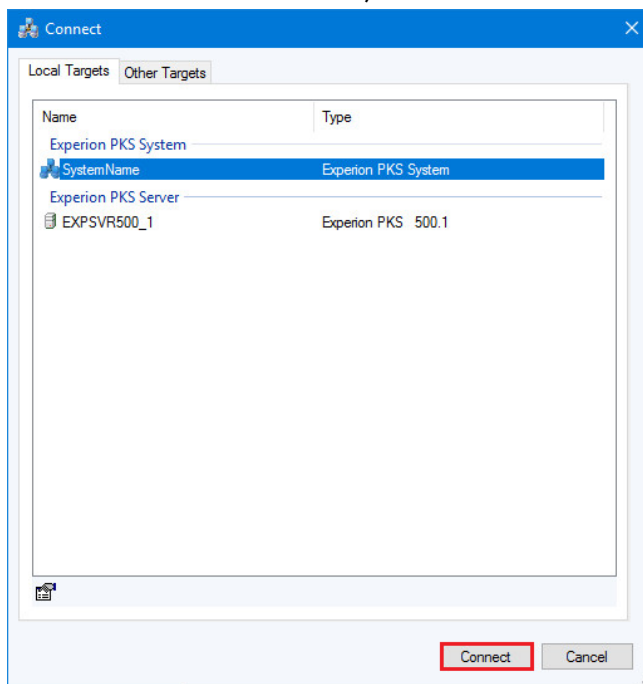 Connect
Local Targets Other Targets
Name Type
Experion PKS System
SystemName Experion PKS System
Experion PKS Server
EXPSVR500_1 Experion PKS 500.1
Connect Cancel